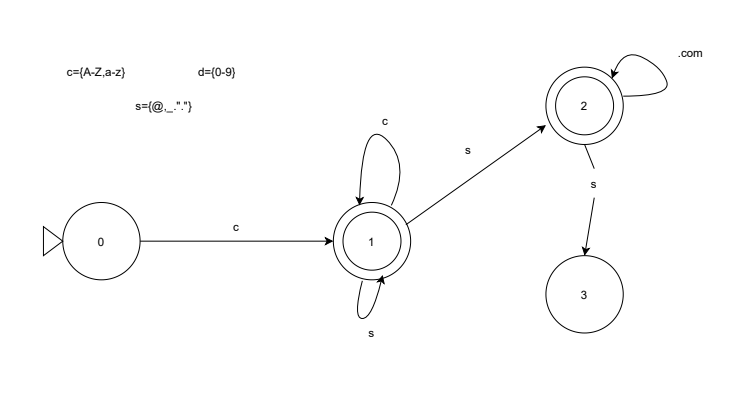 .com
c={A-Z,a-z}
d={0-9}
s={@,_."."}
2
c
s
s
c
0
1
3
s